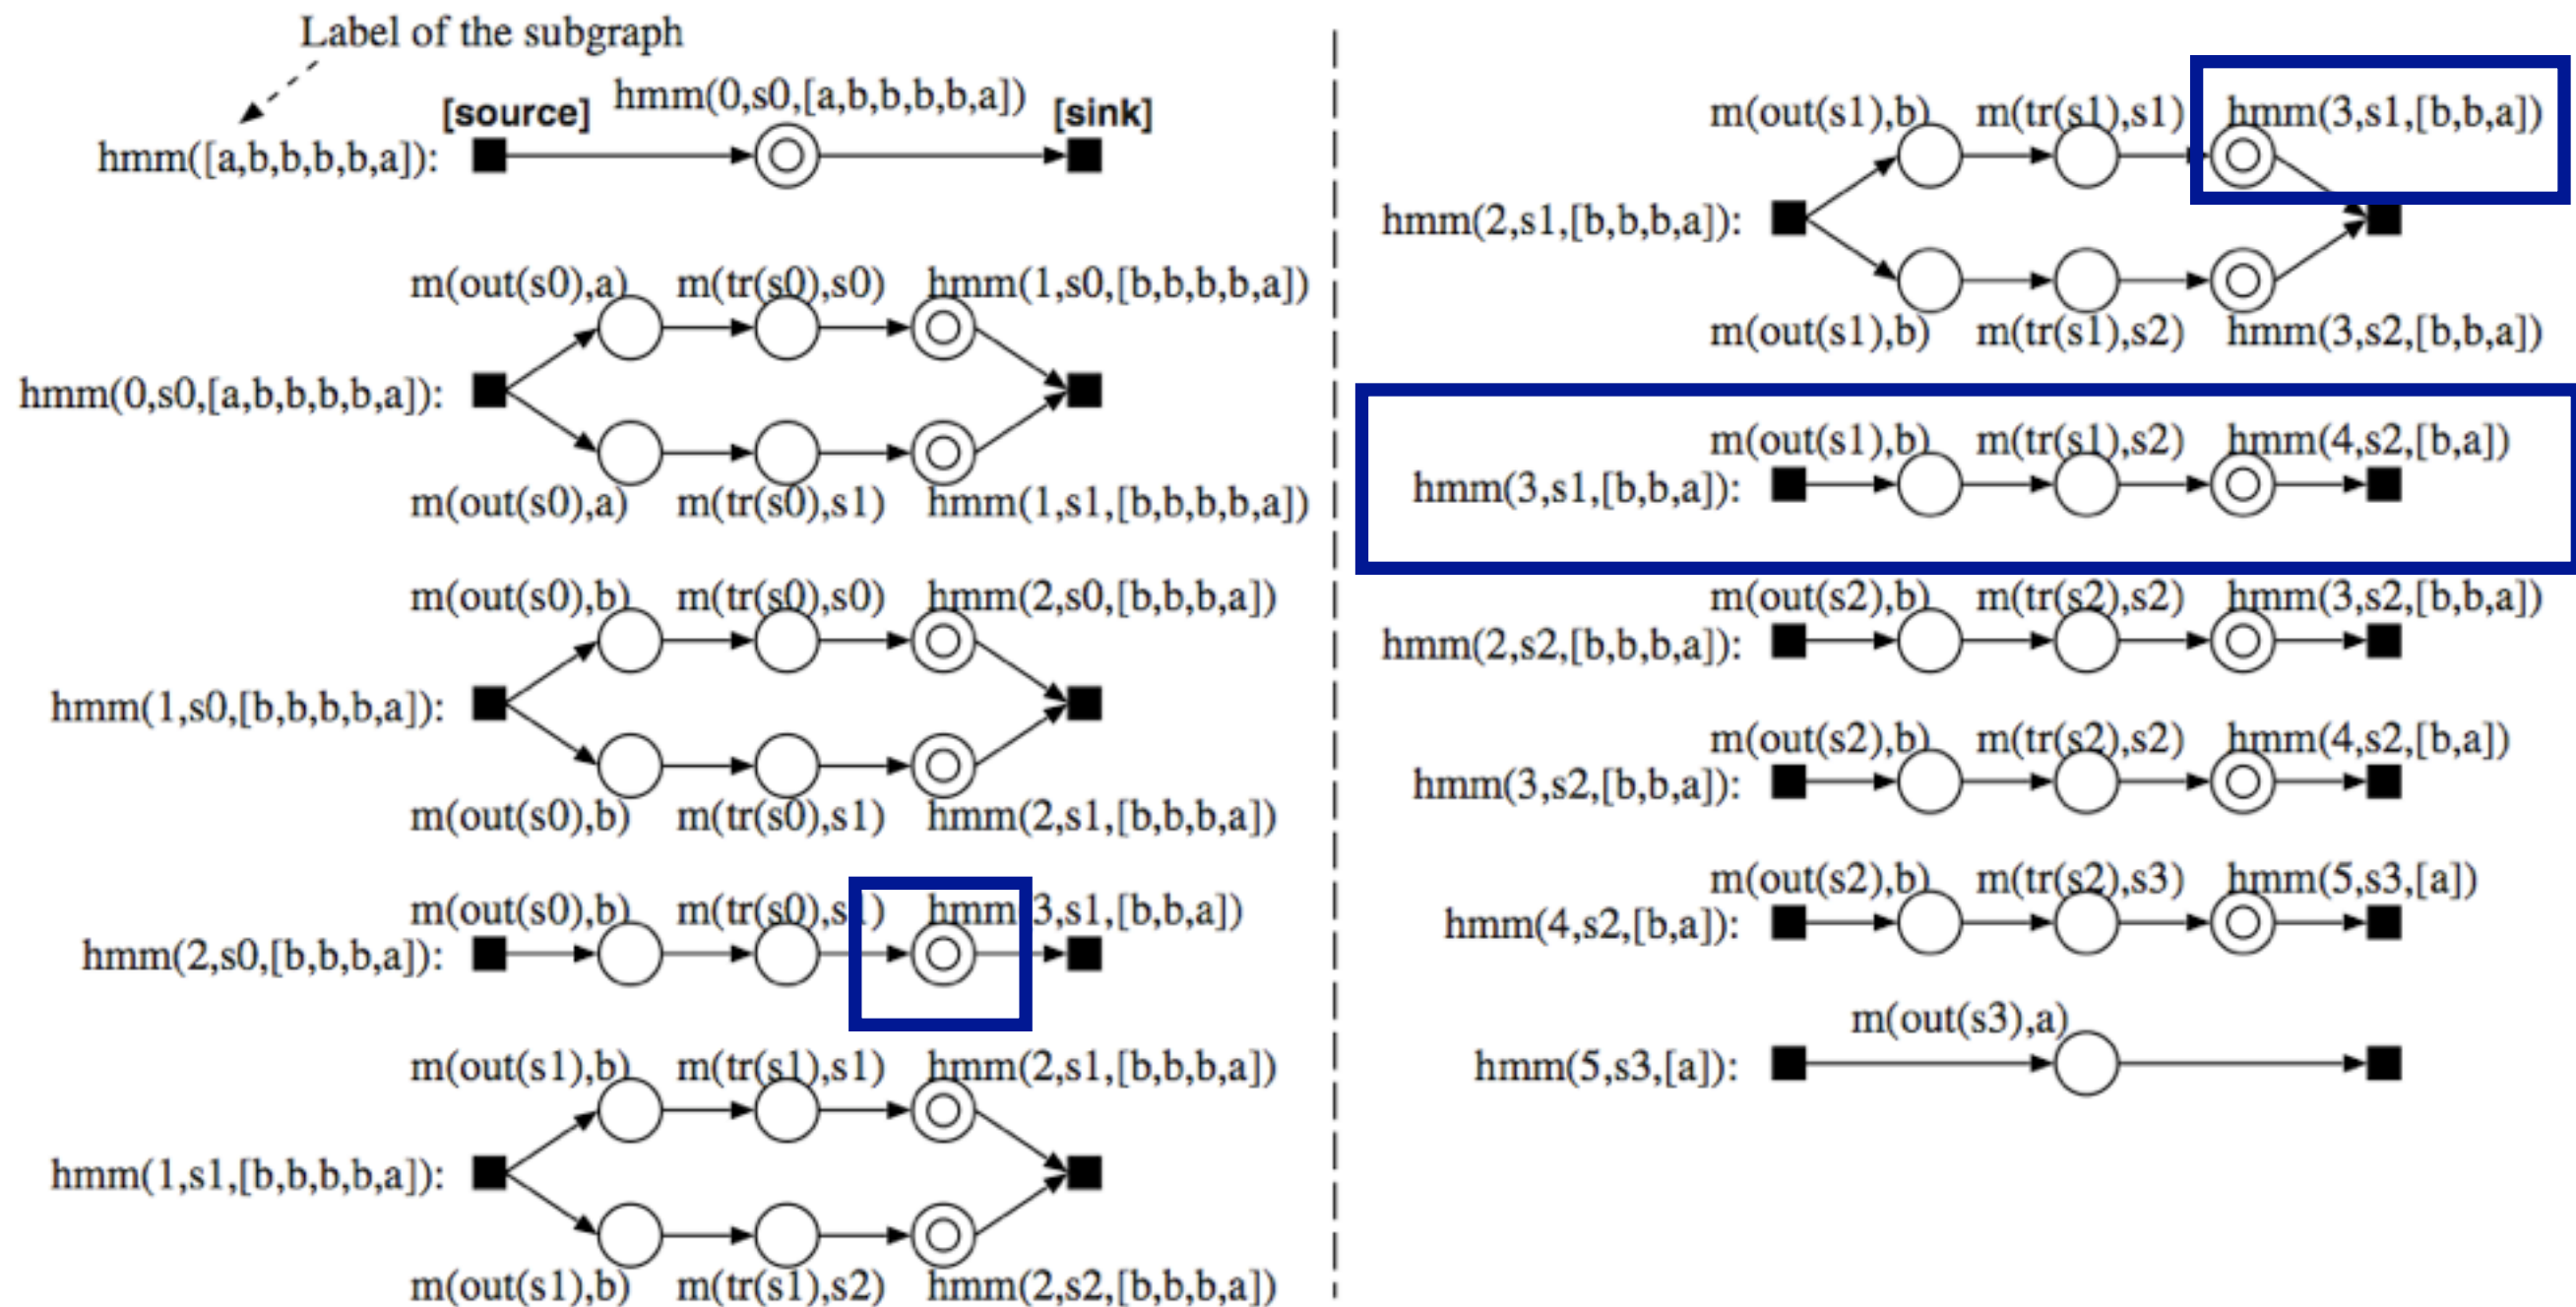 Label of the subgraph
hmm([a,b,b,b,b,a]): [source] hmm(0,s0,[a,b,b,b,b,a]) [sink]
m(out(s0),a) m(tr(s0),s0) hmm(1,s0,[b,b,b,b,a])
hmm(0,s0,[a,b,b,b,b,a]):
m(out(s0),a) m(tr(s0),s1) hmm(1,s1,[b,b,b,b,a])
m(out(s0),b) m(tr(s0),s0) hmm(2,s0,[b,b,b,a])
hmm(1,s0,[b,b,b,b,a]):
m(out(s0),b) m(tr(s0),s1) hmm(2,s1,[b,b,b,a])
m(out(s0),b) m(tr(s0),s1) hmm(3,s1,[b,b,a])
hmm(2,s0,[b,b,b,a]):
m(out(s1),b) m(tr(s1),s1) hmm(2,s1,[b,b,b,a])
hmm(1,s1,[b,b,b,b,a]):
m(out(s1),b) m(tr(s1),s2) hmm(2,s2,[b,b,b,a])
m(out(s1),b) m(tr(s1),s1) hmm(3,s1,[b,b,a])
hmm(2,s1,[b,b,b,a]):
m(out(s1),b) m(tr(s1),s2) hmm(3,s2,[b,b,a])
m(out(s1),b) m(tr(s1),s2) hmm(4,s2,[b,a])
hmm(3,s1,[b,b,a]):
m(out(s2),b) m(tr(s2),s2) hmm(3,s2,[b,b,a])
hmm(2,s2,[b,b,b,a]):
m(out(s2),b) m(tr(s2),s2) hmm(4,s2,[b,a])
hmm(3,s2,[b,b,a]):
m(out(s2),b) m(tr(s2),s3) hmm(5,s3,[a])
hmm(4,s2,[b,a]):
m(out(s3),a)
hmm(5,s3,[a]):